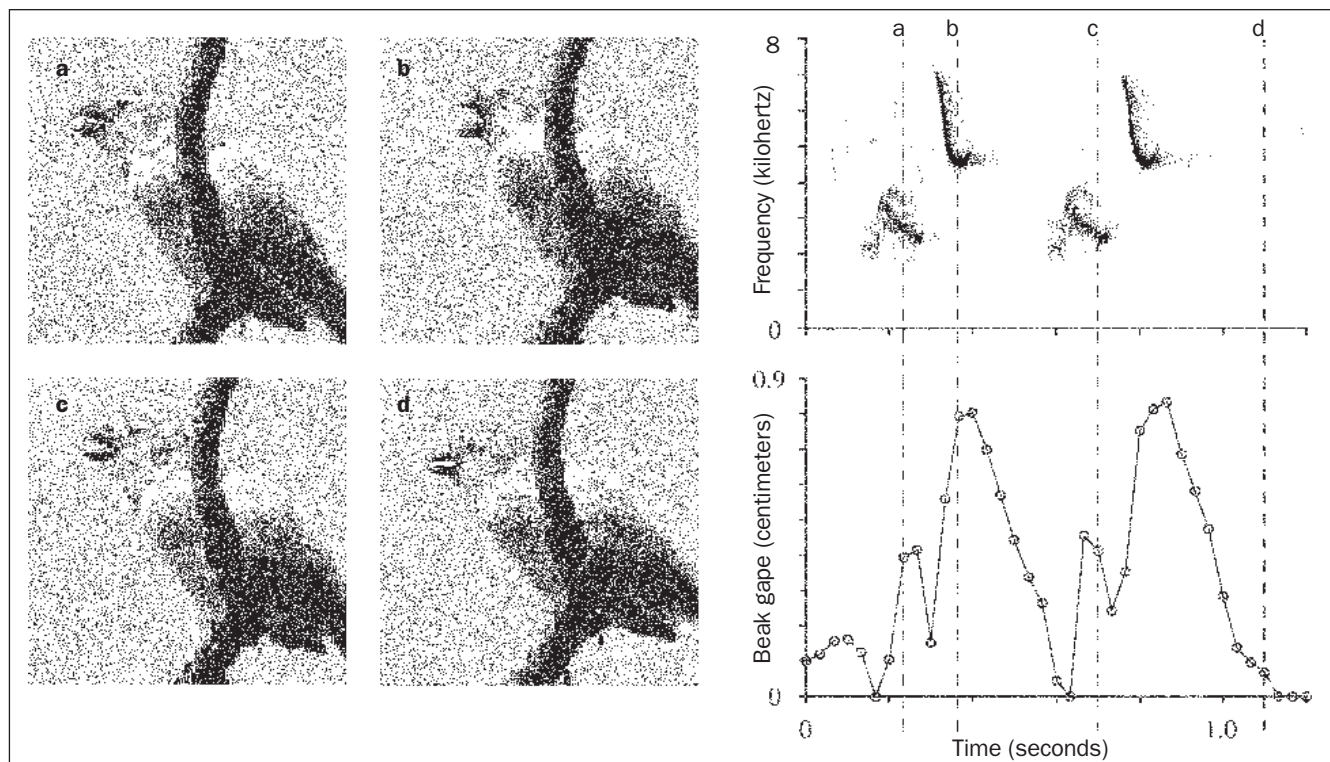 a
b
c
d
a b c d
8
Frequency (kilohertz)
0
0.9
Beak gape (centimeters)
0
0 1.0
Time (seconds)